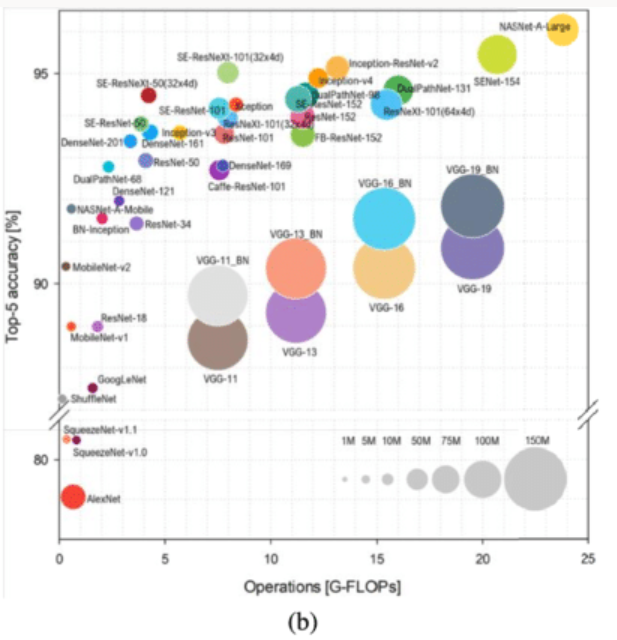 NASNet-A-Large
SE-ResNeXt-101(32x4d)
Inception-ResNet-v2
95
SENet-154
Inception-v4
SE-ResNeXt-50(32x4d)
DualPathNet-131
DualPathNet-98
SE-ResNet-152
Xception
SE-ResNet-101
ResNeXt-101(64x4d)
ResNet-152
SE-ResNet-50
ResNeXt-101(32x4d)
Inception-v3
ResNet-101
FB-ResNet-152
DenseNet-201
DenseNet-161
ResNet-50
DenseNet-169
DualPathNet-68
VGG-19_BN
Caffe-ResNet-101
VGG-16_BN
DenseNet-121
NASNet-A-Mobile
BN-Inception
ResNet-34
VGG-13_BN
VGG-11_BN
MobileNet-v2
90
VGG-19
VGG-16
ResNet-18
MobileNet-v1
VGG-13
VGG-11
GoogLeNet
ShuffleNet
SqueezeNet-v1.1
SqueezeNet-v1.0
1M 5M 10M 50M 75M 100M 150M
80
AlexNet
Top-5 accuracy [%]
0 5 10 15 20 25
Operations [G-FLOPs]
(b)